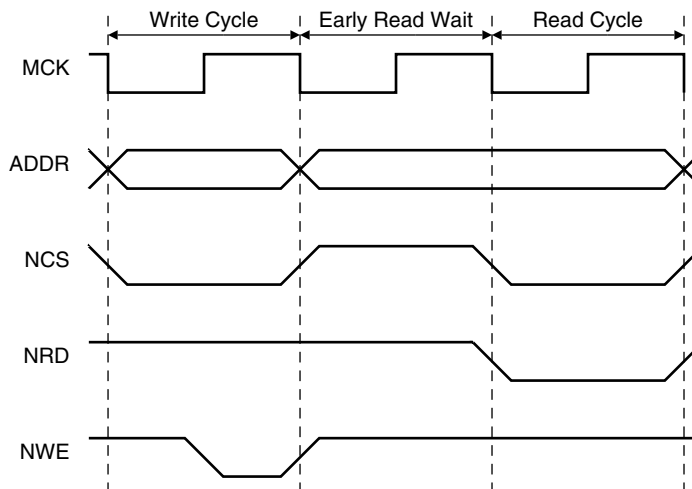 Write Cycle Early Read Wait Read Cycle
MCK
ADDR
NCS
NRD
NWE